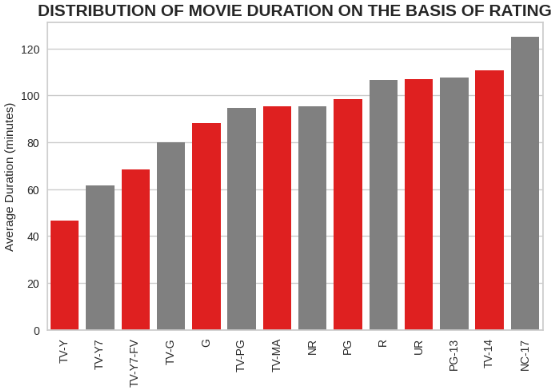 DISTRIBUTION OF MOVIE DURATION ON THE BASIS OF RATING
Average Duration (minutes)
120
100
80
60
40
20
0
TV-Y
TV-Y7
TV-Y7-FV
TV-G
G
TV-PG
TV-MA
NR
PG
R
UR
PG-13
TV-14
NC-17